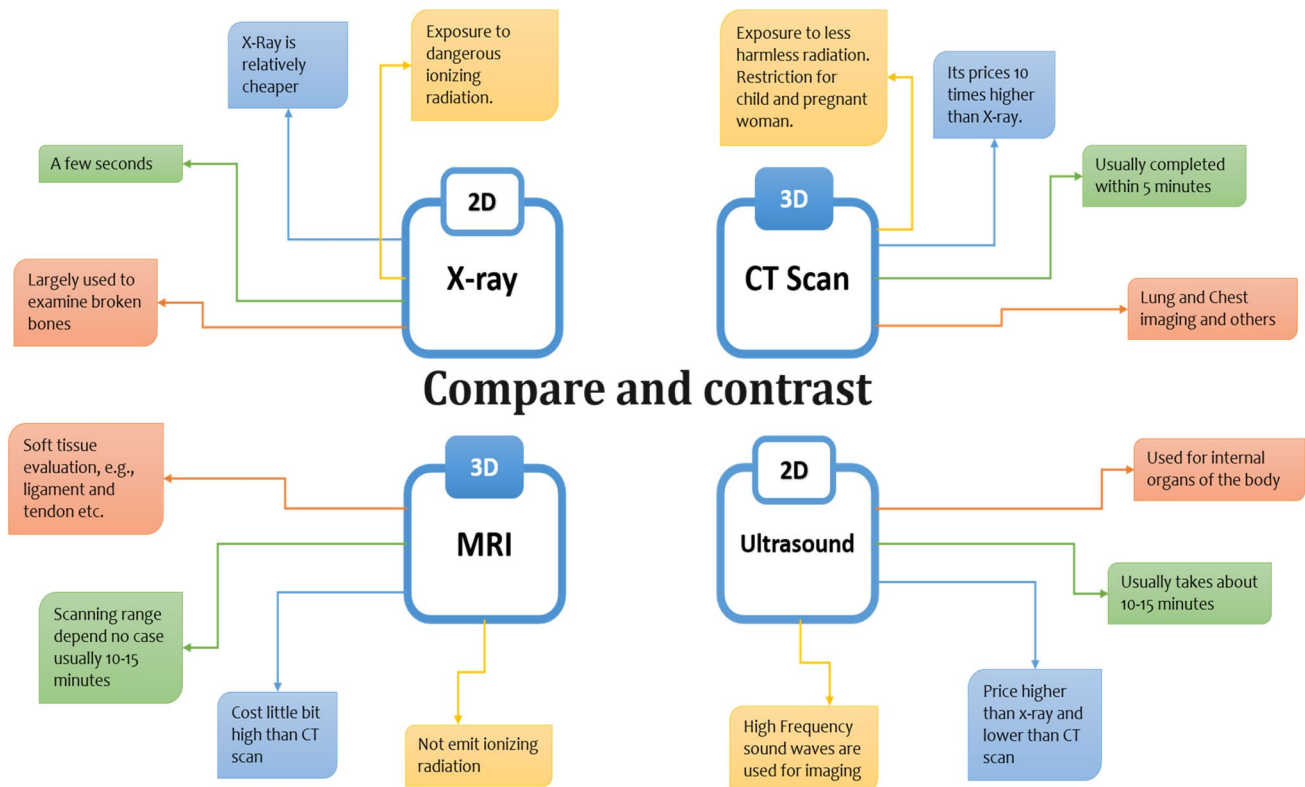 X-Ray is
relatively
cheaper
Exposure to
dangerous
ionizing
radiation.
A few seconds
Largely used to
examine broken
bones
2D
X-ray
Exposure to less
harmless radiation.
Restriction for
child and pregnant
woman.
Its prices 10
times higher
than X-ray.
Usually completed
within 5 minutes
3D
CT Scan
Lung and Chest
imaging and others
Compare and contrast
Soft tissue
evaluation, e.g.,
ligament and
tendon etc.
3D
MRI
Scanning range
depend no case
usually 10-15
minutes
Cost little bit
high than CT
scan
Not emit ionizing
radiation
2D
Ultrasound
Used for internal
organs of the body
Usually takes about
10-15 minutes
High Frequency
sound waves are
used for imaging
Price higher
than x-ray and
lower than CT
scan